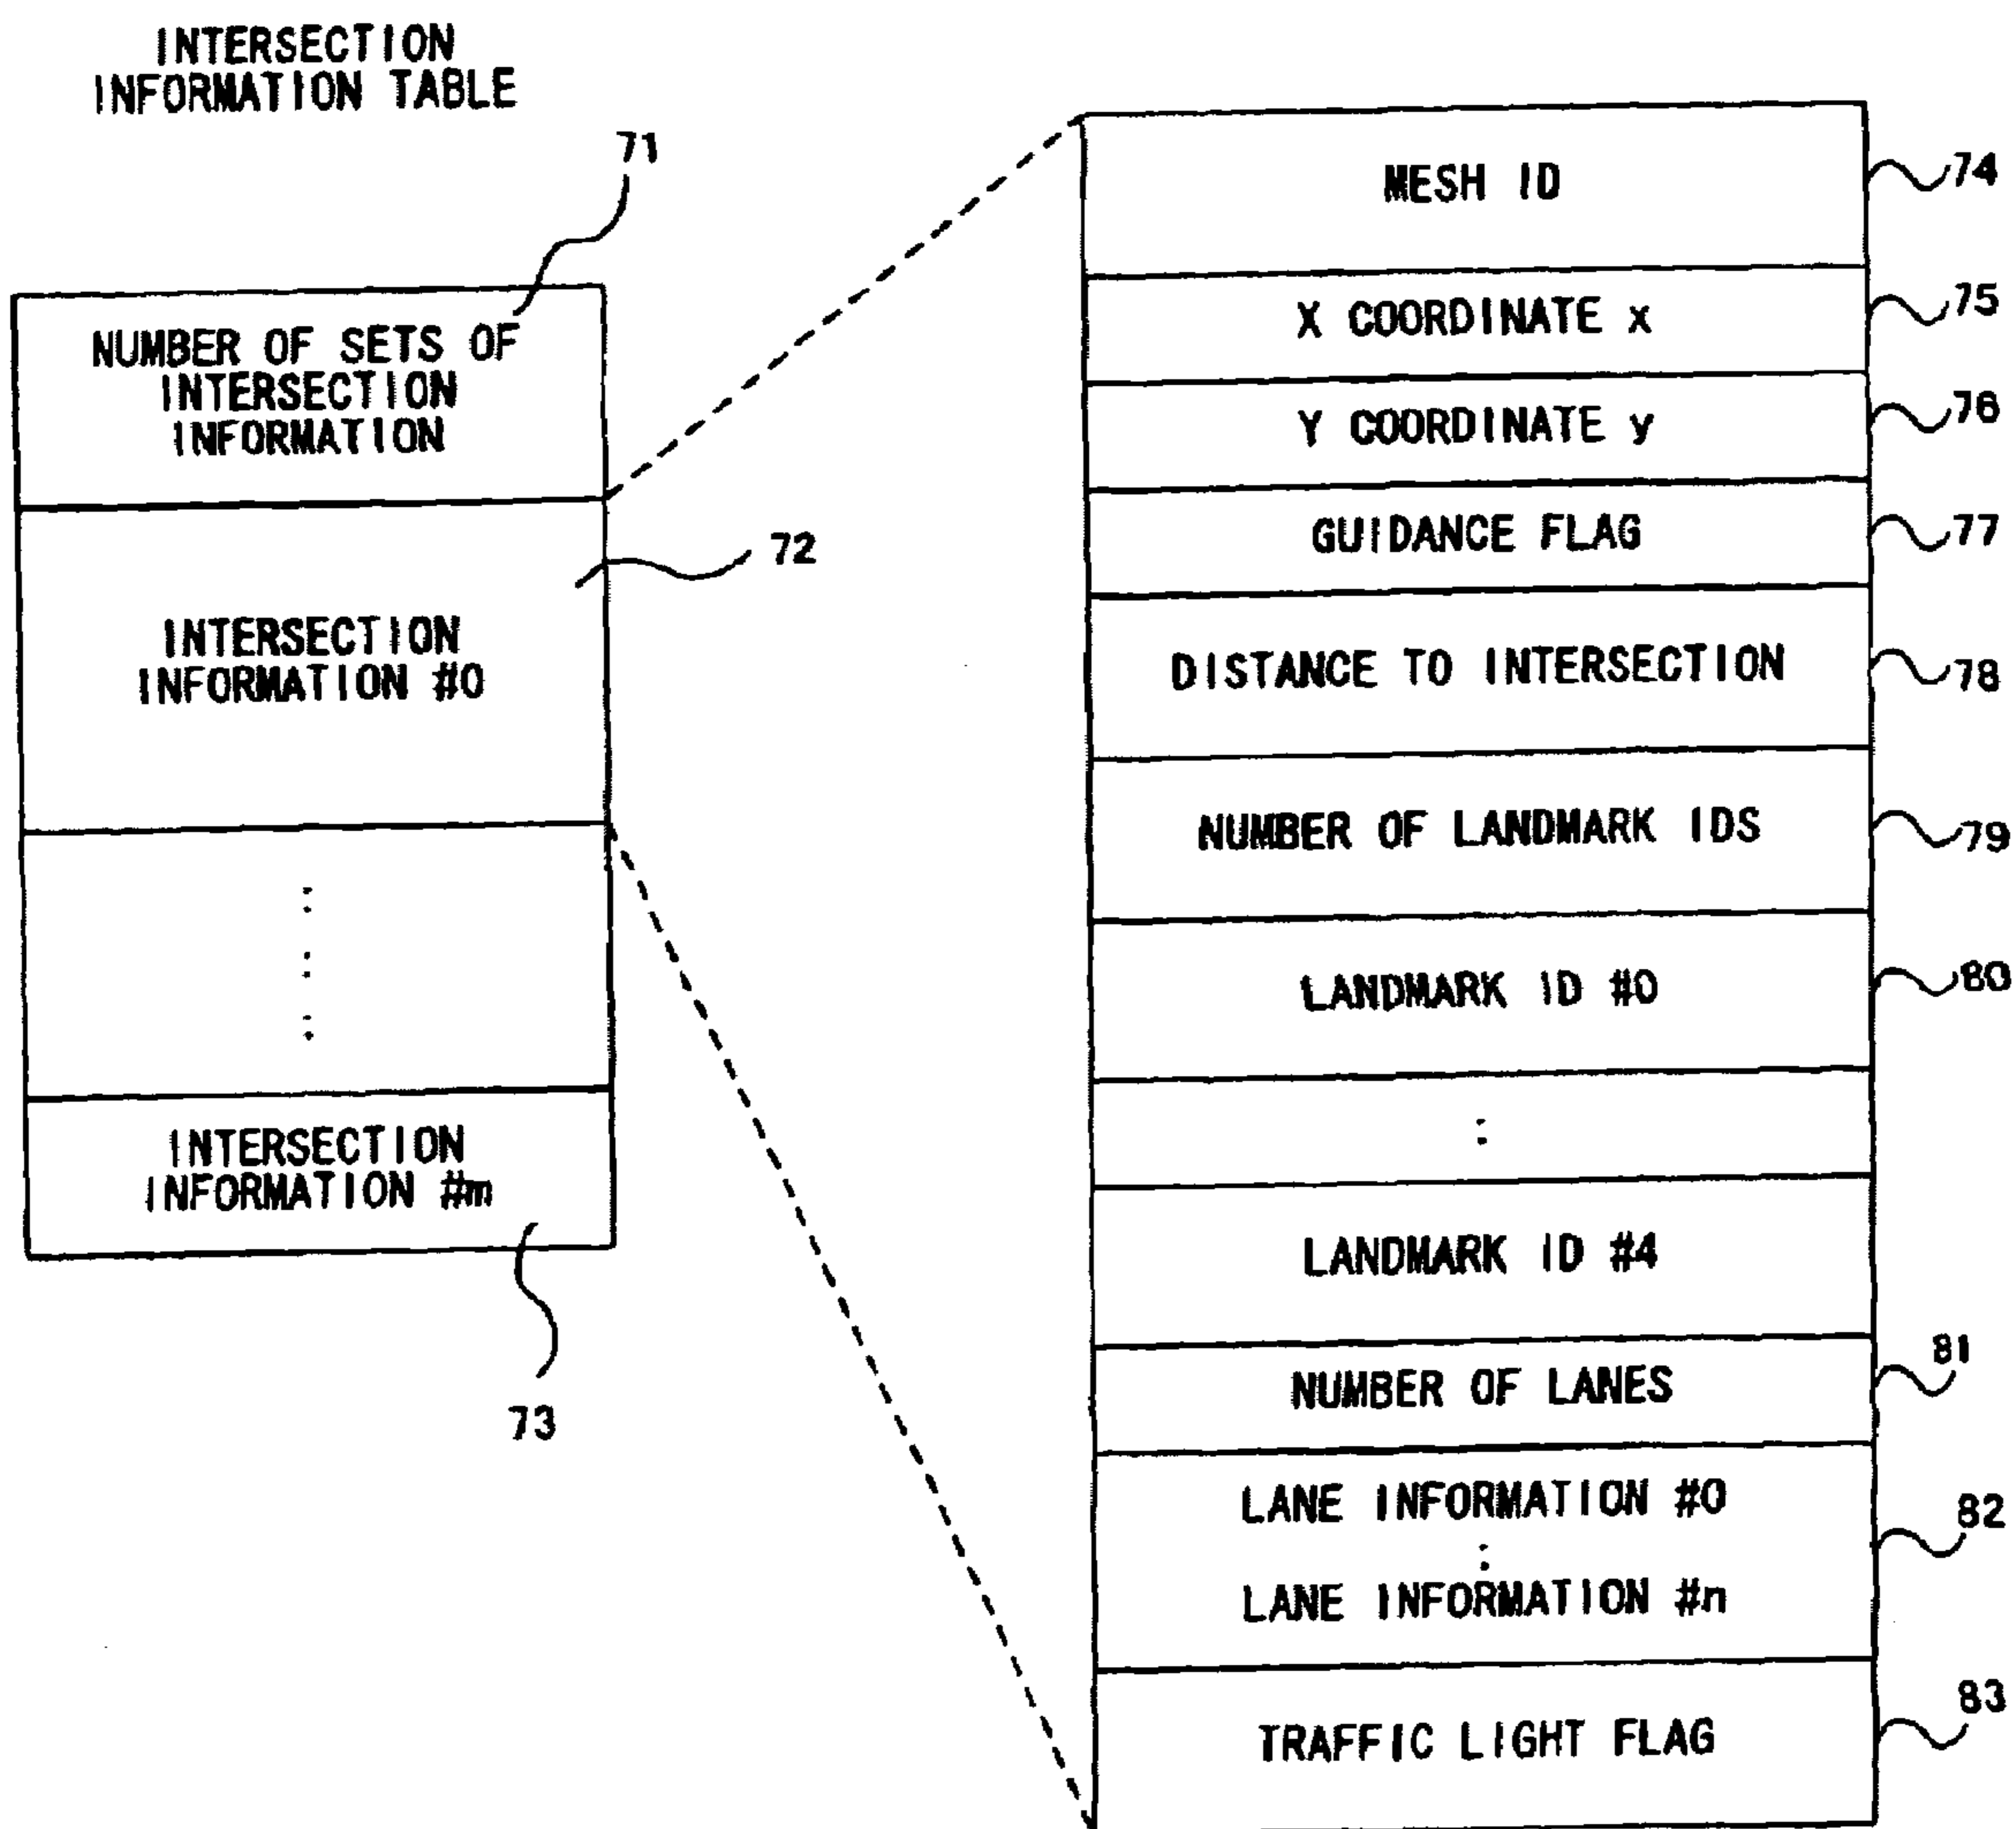 INTERSECTION
INFORMATION TABLE
71
NUMBER OF SETS OF
INTERSECTION
INFORMATION
72
INTERSECTION
INFORMATION #0
INTERSECTION
INFORMATION #m
73
MESH ID
74
X COORDINATE x
75
Y COORDINATE y
76
GUIDANCE FLAG
77
DISTANCE TO INTERSECTION
78
NUMBER OF LANDMARK IDS
79
LANDMARK ID #0
80
:
LANDMARK ID #4
NUMBER OF LANES
81
LANE INFORMATION #0
:
LANE INFORMATION #n
82
TRAFFIC LIGHT FLAG
83